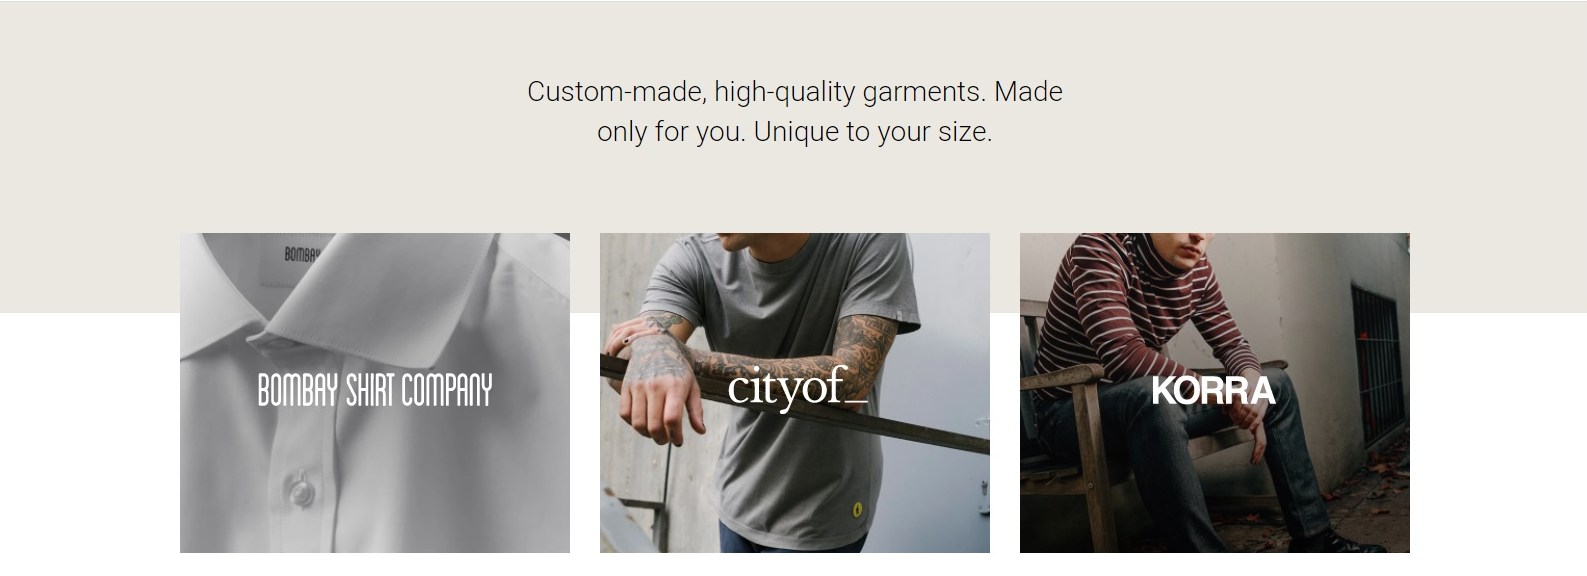 Custom-made, high-quality garments. Made
only for you. Unique to your size.
BOMBAY
BOMBAY SHIRT COMPANY
cityof_
KORRA